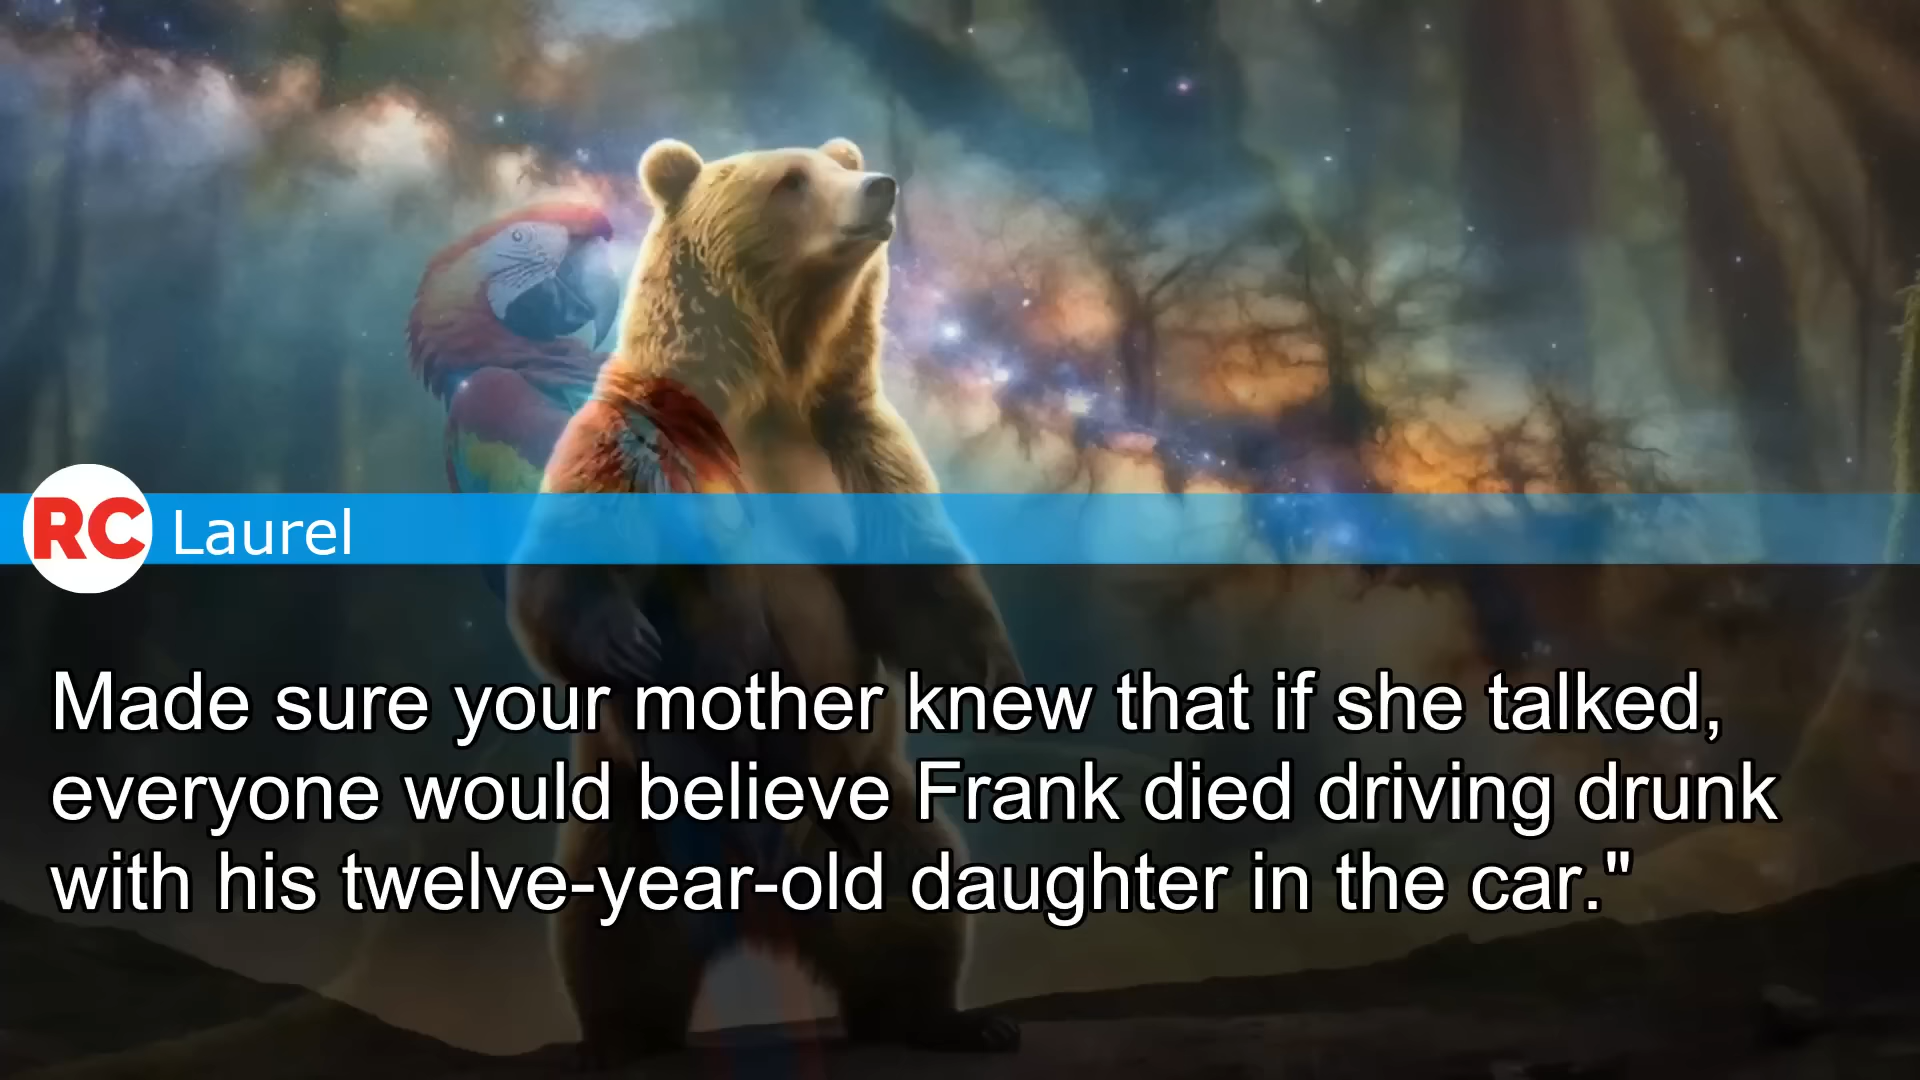 RC Laurel
Made sure your mother knew that if she talked,
everyone would believe Frank died driving drunk
with his twelve-year-old daughter in the car."